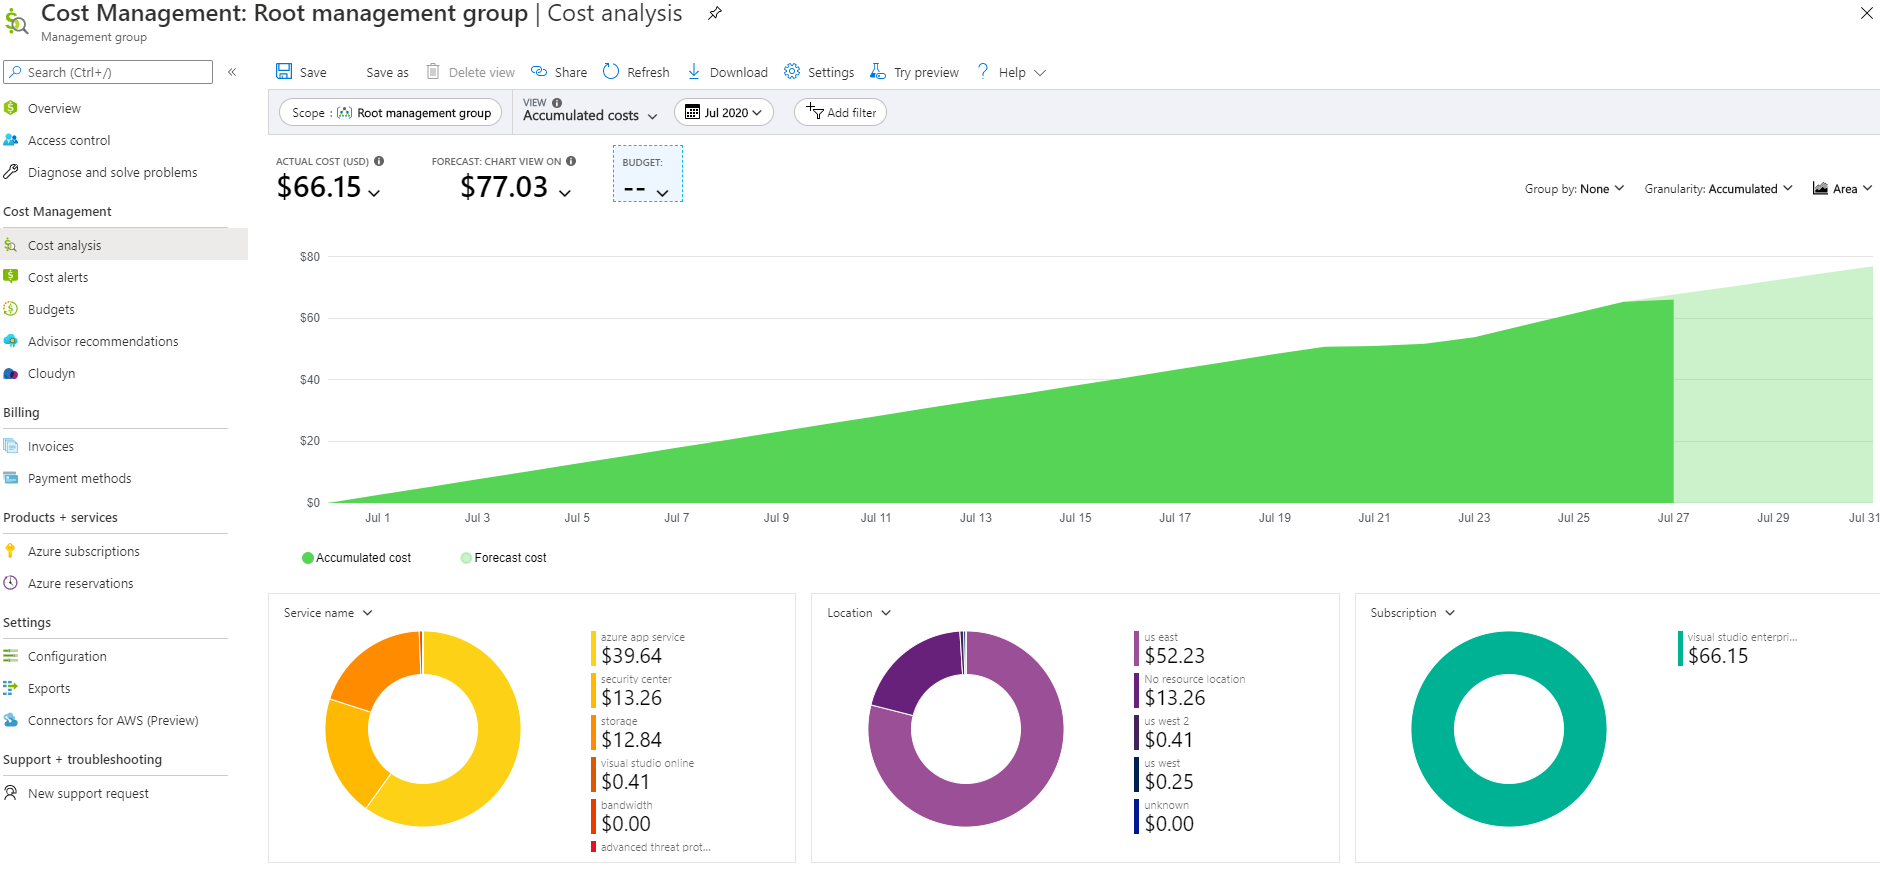 Cost Management: Root management group | Cost analysis
Management group
Search (Ctrl+/)
«
Overview
Access control
Diagnose and solve problems
Cost Management
Cost analysis
Cost alerts
Budgets
Advisor recommendations
Cloudyn
Billing
Invoices
Payment methods
Products + services
Azure subscriptions
Azure reservations
Settings
Configuration
Exports
Connectors for AWS (Preview)
Support + troubleshooting
New support request
Save Save as Delete view Share Refresh Download Settings Try preview ? Help
Scope : Root management group
VIEW
Accumulated costs
Jul 2020
Add filter
ACTUAL COST (USD)
$66.15
FORECAST: CHART VIEW ON
$77.03
BUDGET:
--
Group by: None
Granularity: Accumulated
Area
$80
$60
$40
$20
$0
Jul 1 Jul 3 Jul 5 Jul 7 Jul 9 Jul 11 Jul 13 Jul 15 Jul 17 Jul 19 Jul 21 Jul 23 Jul 25 Jul 27 Jul 29 Jul 31
Accumulated cost Forecast cost
Service name
azure app service
$39.64
security center
$13.26
storage
$12.84
visual studio online
$0.41
bandwidth
$0.00
advanced threat prot...
Location
us east
$52.23
No resource location
$13.26
us west 2
$0.41
us west
$0.25
unknown
$0.00
Subscription
visual studio enterpri...
$66.15